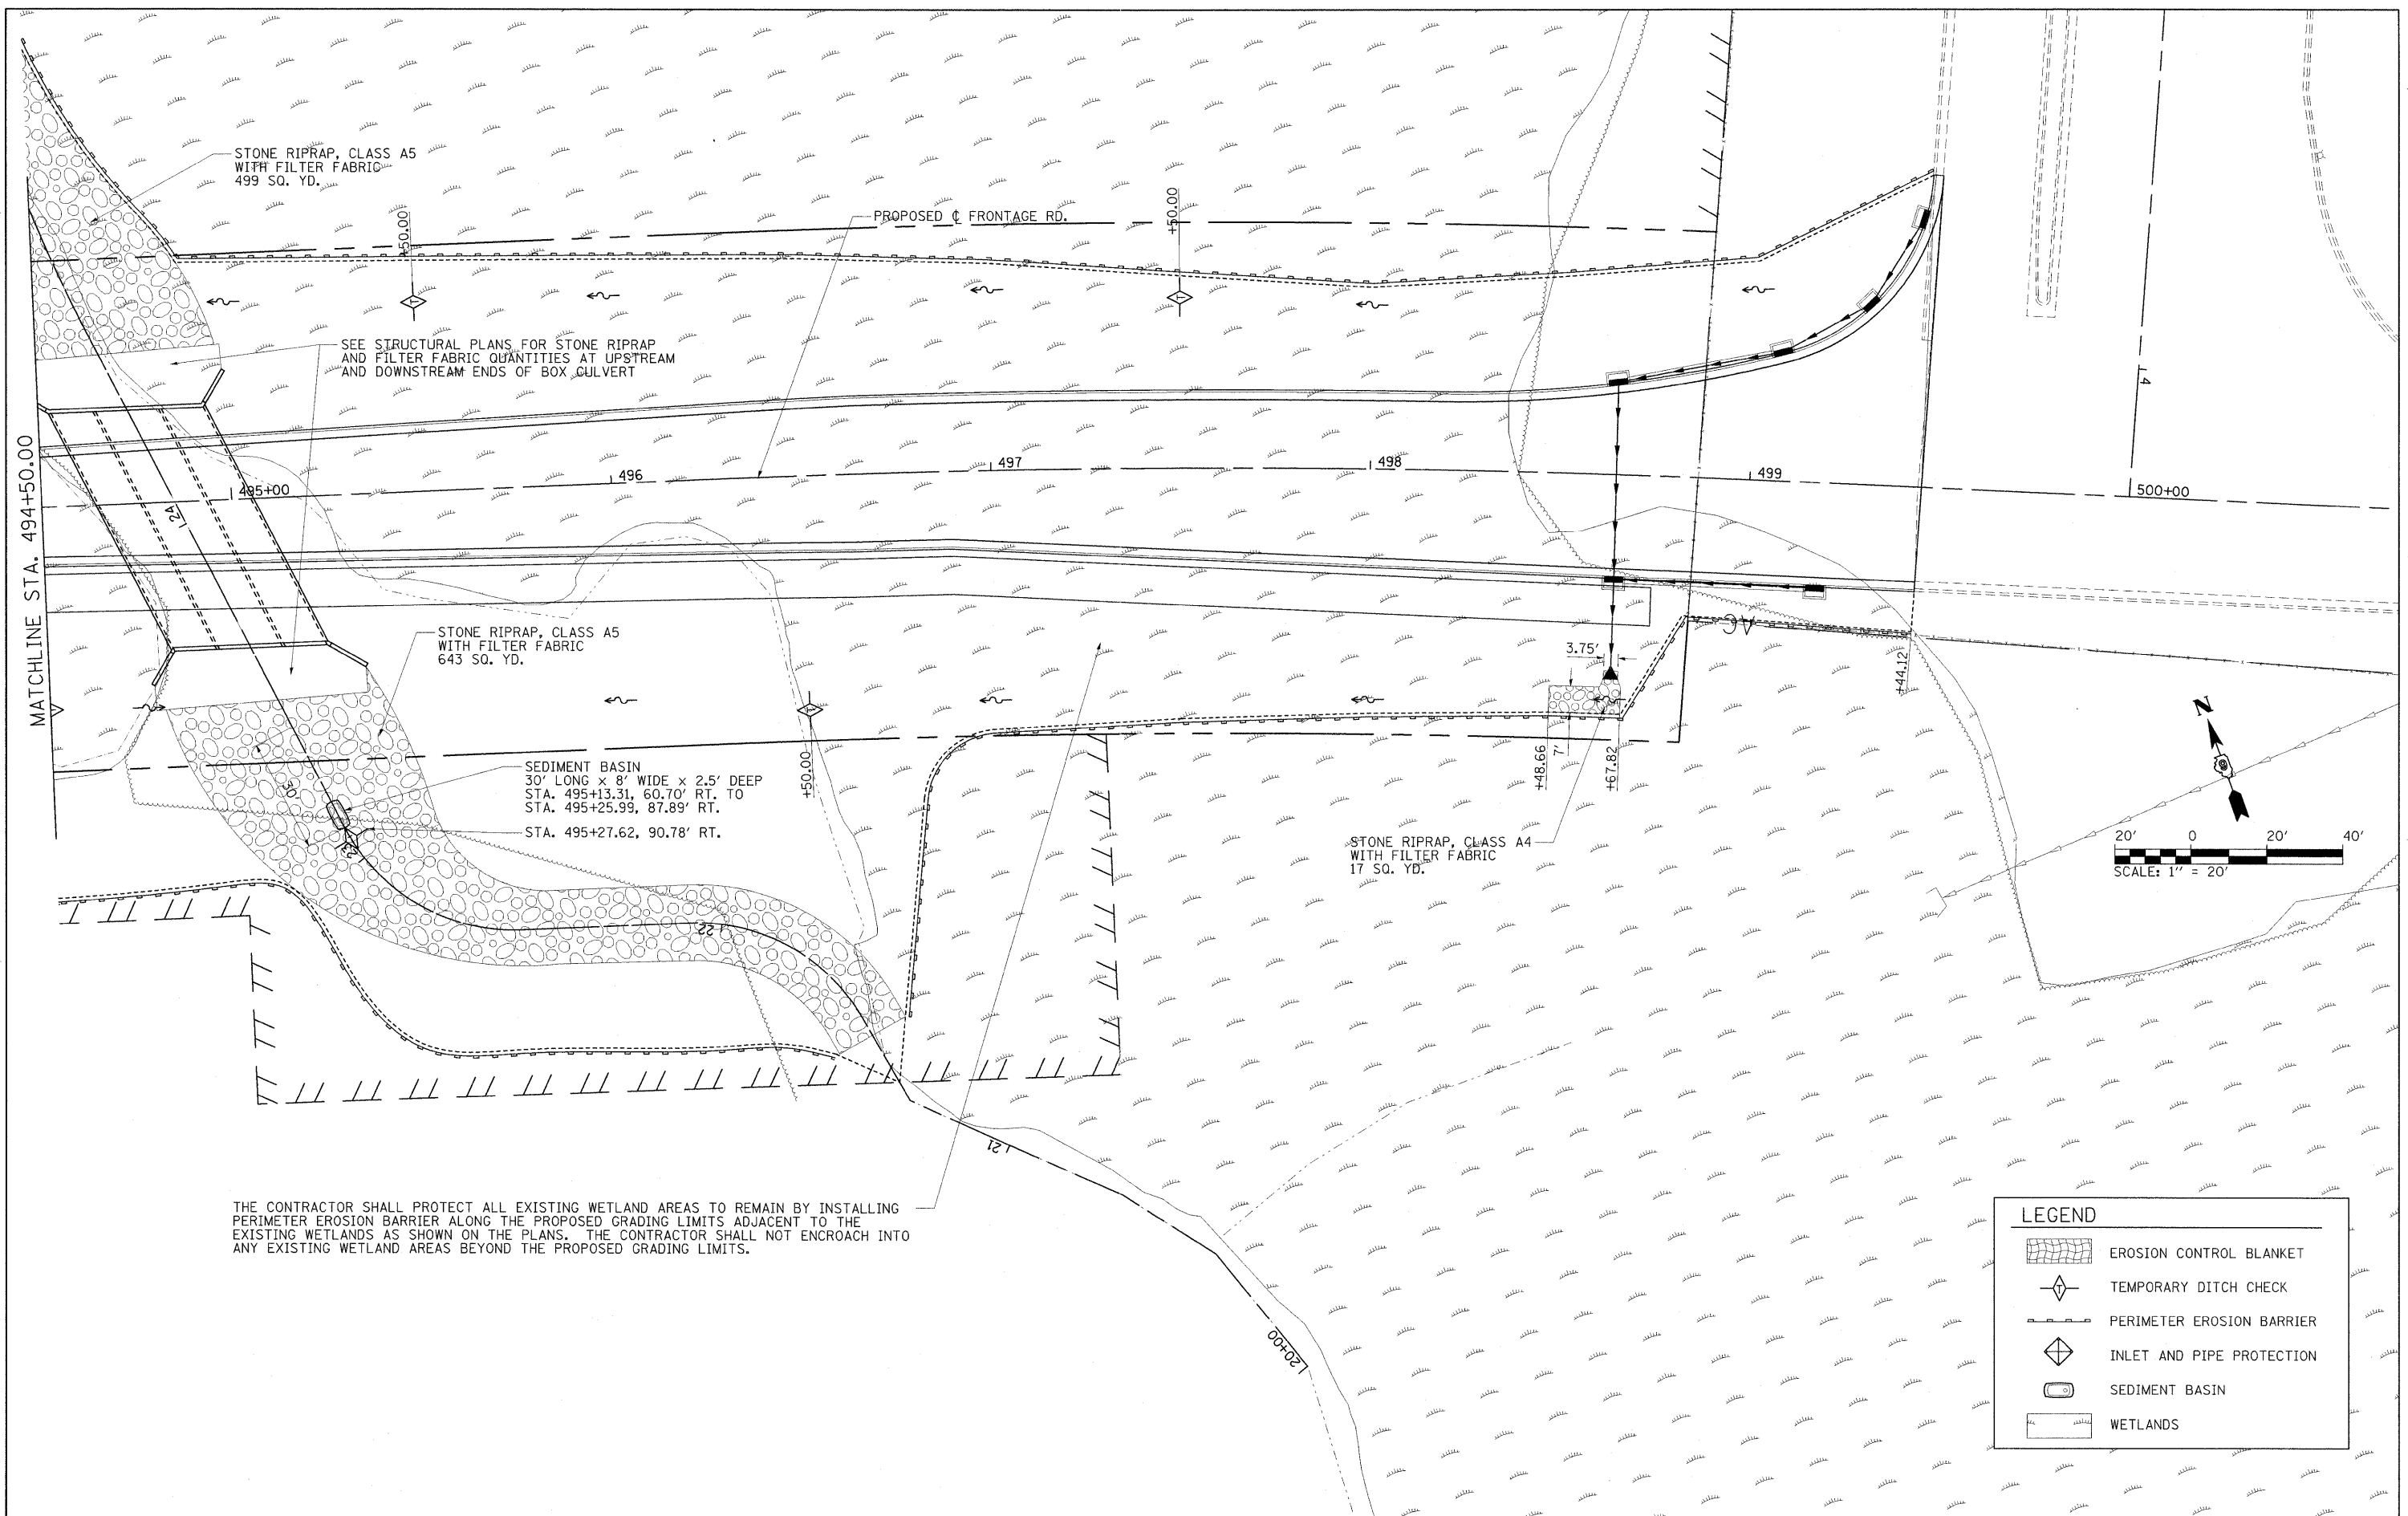 STONE RIPRAP, CLASS A5
WITH FILTER FABRIC
499 SQ. YD.
+50.00
PROPOSED ℄ FRONTAGE RD.
+50.00
T
T
SEE STRUCTURAL PLANS FOR STONE RIPRAP
AND FILTER FABRIC QUANTITIES AT UPSTREAM
AND DOWNSTREAM ENDS OF BOX CULVERT
4
MATCHLINE STA. 494+50.00
495+00
496
497
498
499
500+00
24
STONE RIPRAP, CLASS A5
WITH FILTER FABRIC
643 SQ. YD.
AC
3.75'
+44.12
T
+50.00
+48.66
7'
+67.82
N
30'
SEDIMENT BASIN
30' LONG x 8' WIDE x 2.5' DEEP
STA. 495+13.31, 60.70' RT. TO
STA. 495+25.99, 87.89' RT.
STA. 495+27.62, 90.78' RT.
23
STONE RIPRAP, CLASS A4
WITH FILTER FABRIC
17 SQ. YD.
20' 0 20' 40'
SCALE: 1" = 20'
22
21
THE CONTRACTOR SHALL PROTECT ALL EXISTING WETLAND AREAS TO REMAIN BY INSTALLING
PERIMETER EROSION BARRIER ALONG THE PROPOSED GRADING LIMITS ADJACENT TO THE
EXISTING WETLANDS AS SHOWN ON THE PLANS. THE CONTRACTOR SHALL NOT ENCROACH INTO
ANY EXISTING WETLAND AREAS BEYOND THE PROPOSED GRADING LIMITS.
20+00
LEGEND
EROSION CONTROL BLANKET
T TEMPORARY DITCH CHECK
PERIMETER EROSION BARRIER
INLET AND PIPE PROTECTION
SEDIMENT BASIN
WETLANDS